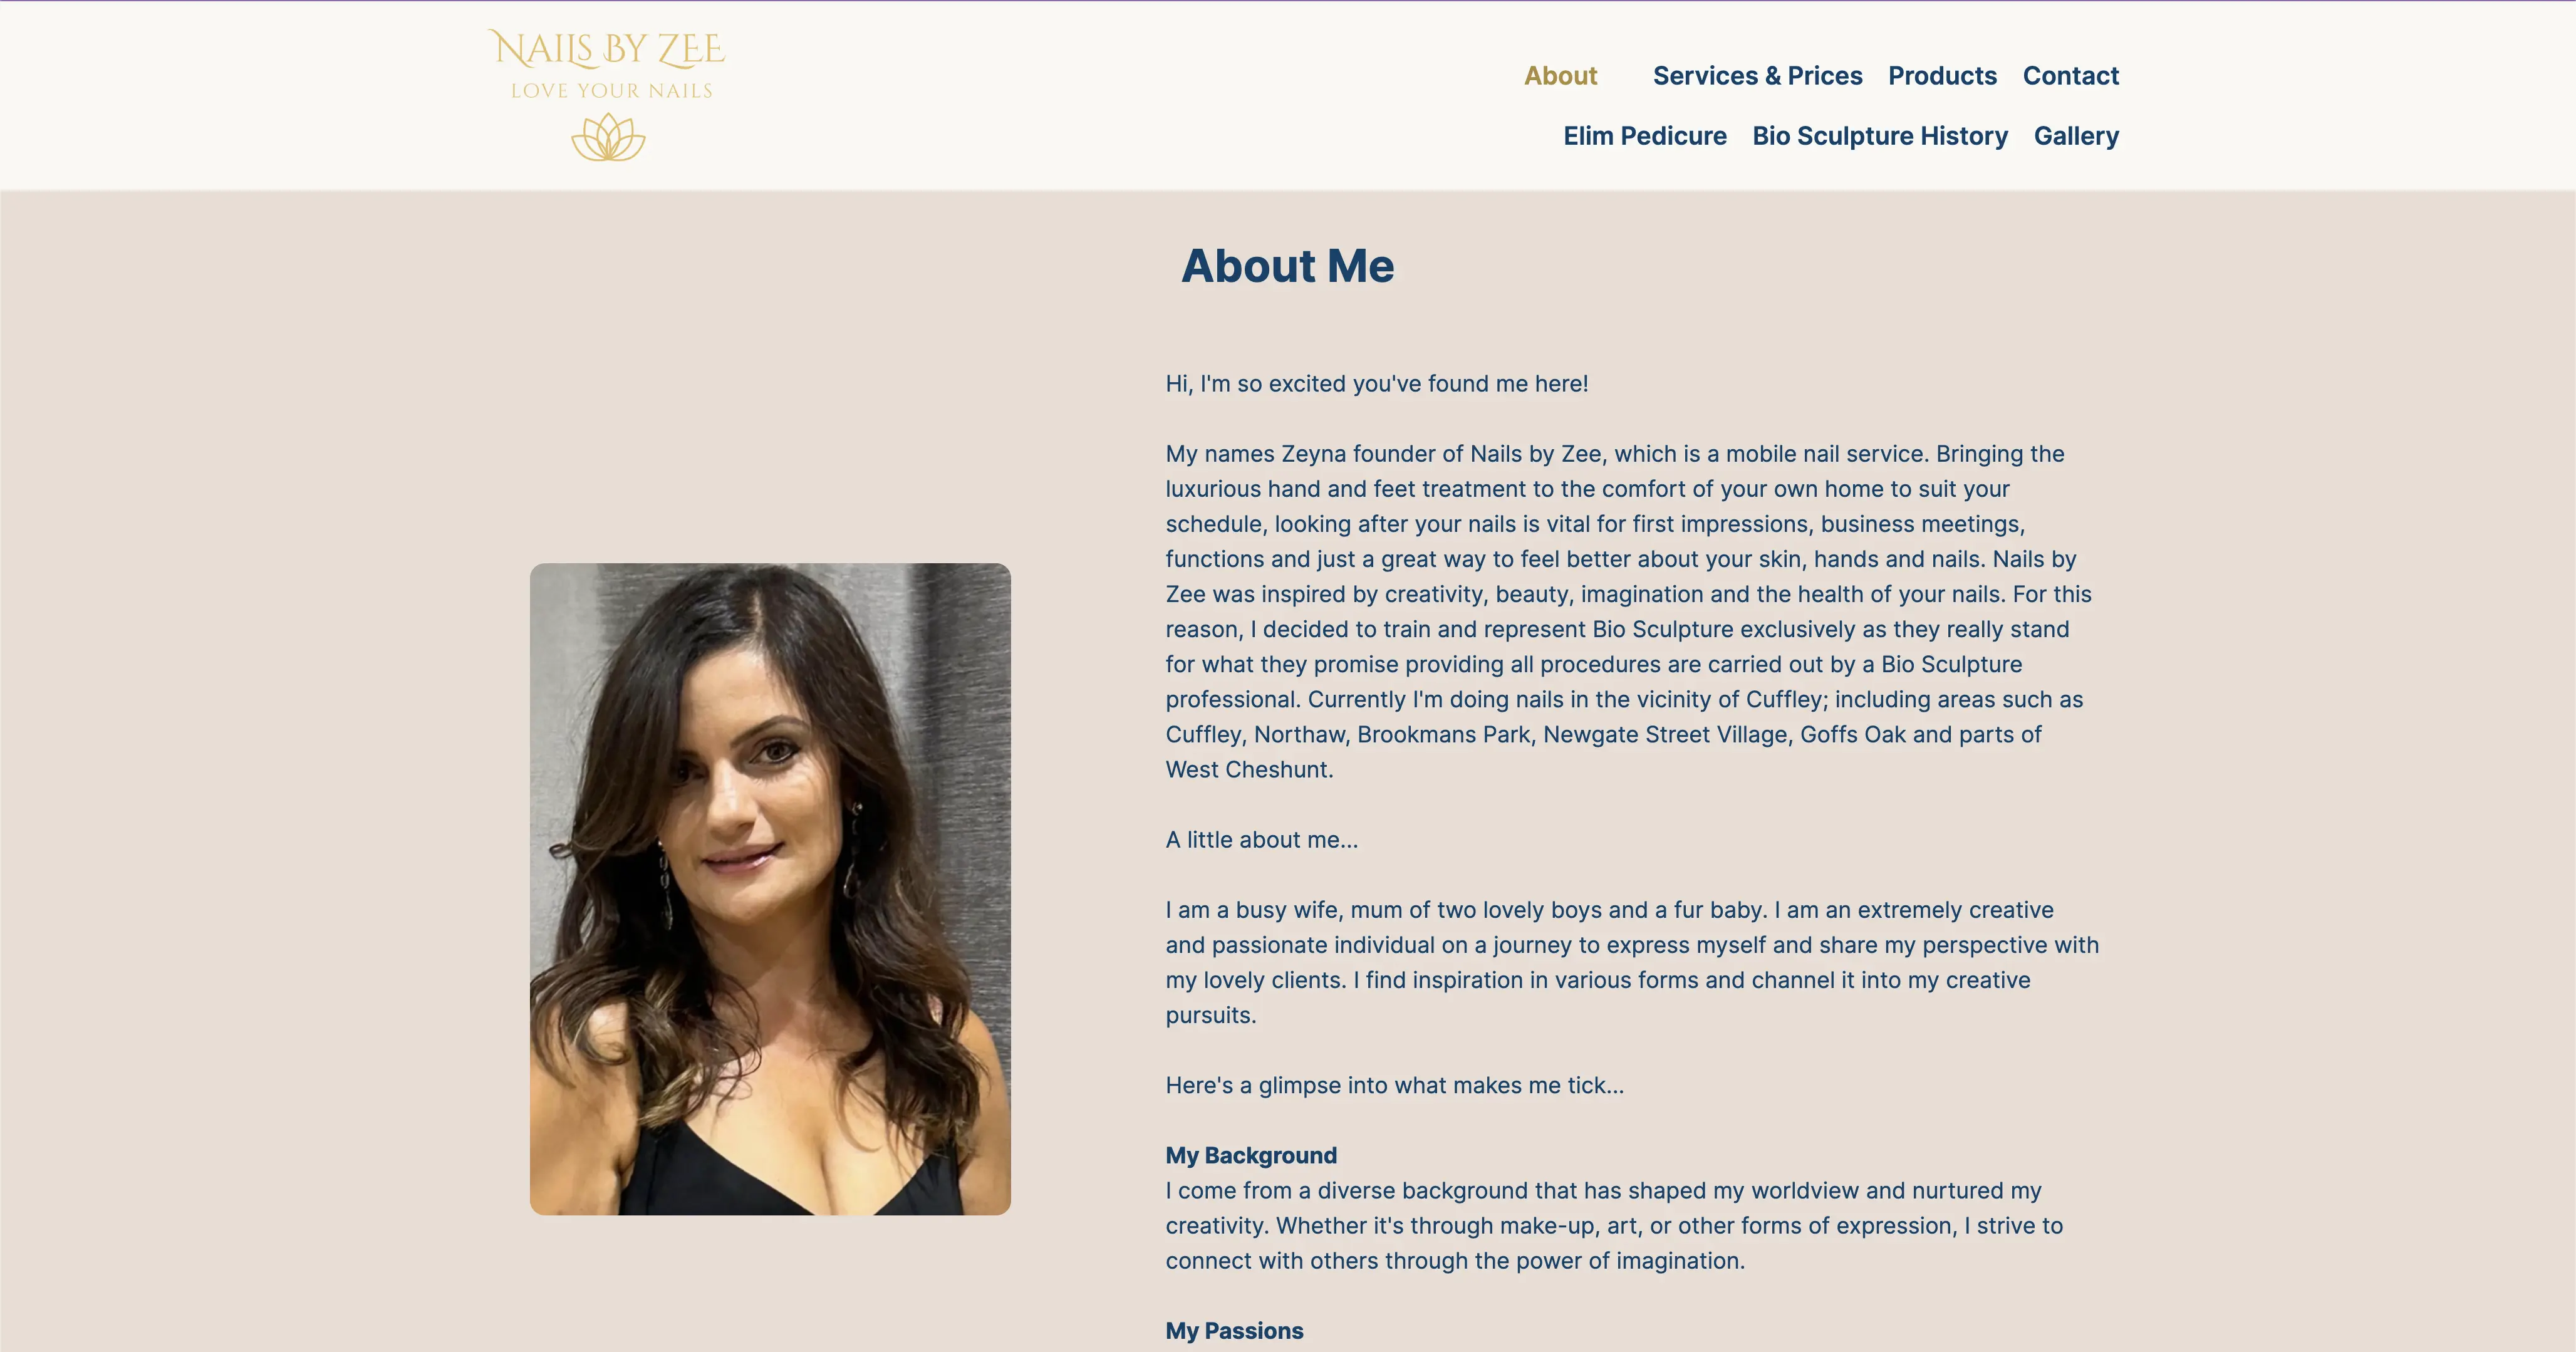 NAILS BY ZEE
LOVE YOUR NAILS
About Services & Prices Products Contact
Elim Pedicure Bio Sculpture History Gallery
About Me
Hi, I'm so excited you've found me here!
My names Zeyna founder of Nails by Zee, which is a mobile nail service. Bringing the
luxurious hand and feet treatment to the comfort of your own home to suit your
schedule, looking after your nails is vital for first impressions, business meetings,
functions and just a great way to feel better about your skin, hands and nails. Nails by
Zee was inspired by creativity, beauty, imagination and the health of your nails. For this
reason, I decided to train and represent Bio Sculpture exclusively as they really stand
for what they promise providing all procedures are carried out by a Bio Sculpture
professional. Currently I'm doing nails in the vicinity of Cuffley; including areas such as
Cuffley, Northaw, Brookmans Park, Newgate Street Village, Goffs Oak and parts of
West Cheshunt.
A little about me...
I am a busy wife, mum of two lovely boys and a fur baby. I am an extremely creative
and passionate individual on a journey to express myself and share my perspective with
my lovely clients. I find inspiration in various forms and channel it into my creative
pursuits.
Here's a glimpse into what makes me tick...
My Background
I come from a diverse background that has shaped my worldview and nurtured my
creativity. Whether it's through make-up, art, or other forms of expression, I strive to
connect with others through the power of imagination.
My Passions